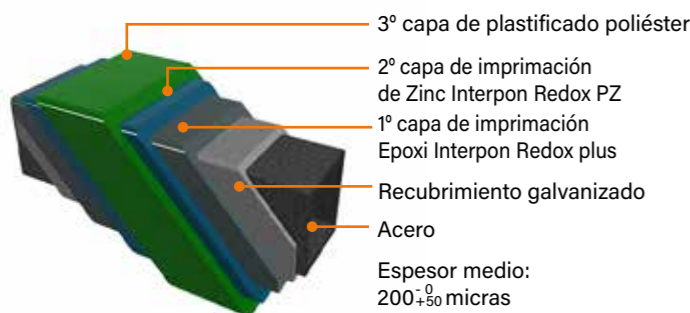 3º capa de plastificado poliéster
2º capa de imprimación
de Zinc Interpon Redox PZ
1º capa de imprimación
Epoxi Interpon Redox plus
Recubrimiento galvanizado
Acero
Espesor medio:
200 - 0 +50 micras